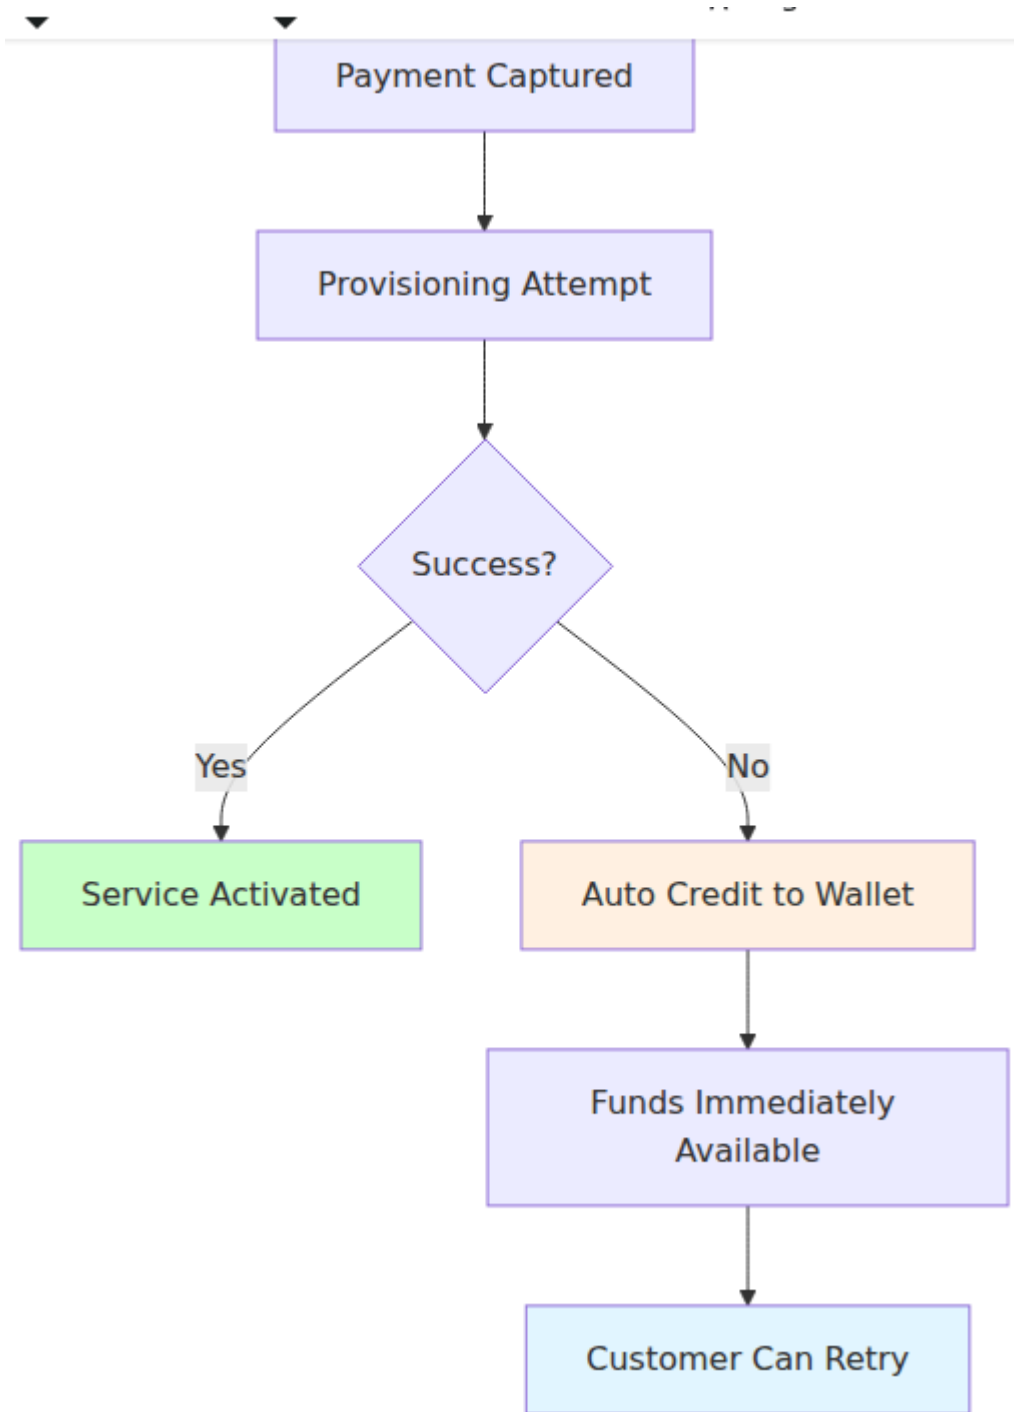 Payment Captured
Provisioning Attempt
Success?
Yes
No
Service Activated
Auto Credit to Wallet
Funds Immediately
Available
Customer Can Retry